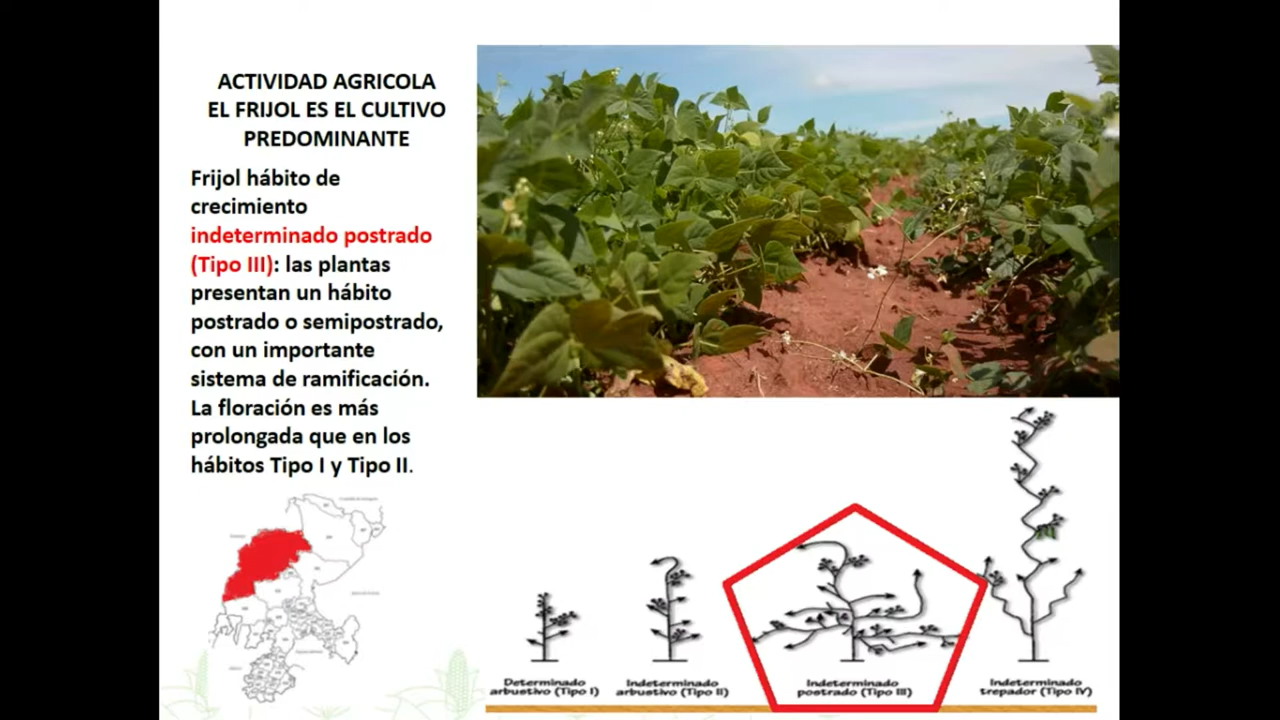 ACTIVIDAD AGRICOLA
EL FRIJOL ES EL CULTIVO
PREDOMINANTE
Frijol hábito de
crecimiento
indeterminado postrado
(Tipo III): las plantas
presentan un hábito
postrado o semipostrado,
con un importante
sistema de ramificación.
La floración es más
prolongada que en los
hábitos Tipo I y Tipo II.
Determinado
arbustivo (Tipo I)
Indeterminado
arbustivo (Tipo II)
Indeterminado
postrado (Tipo III)
Indeterminado
trepador (Tipo IV)